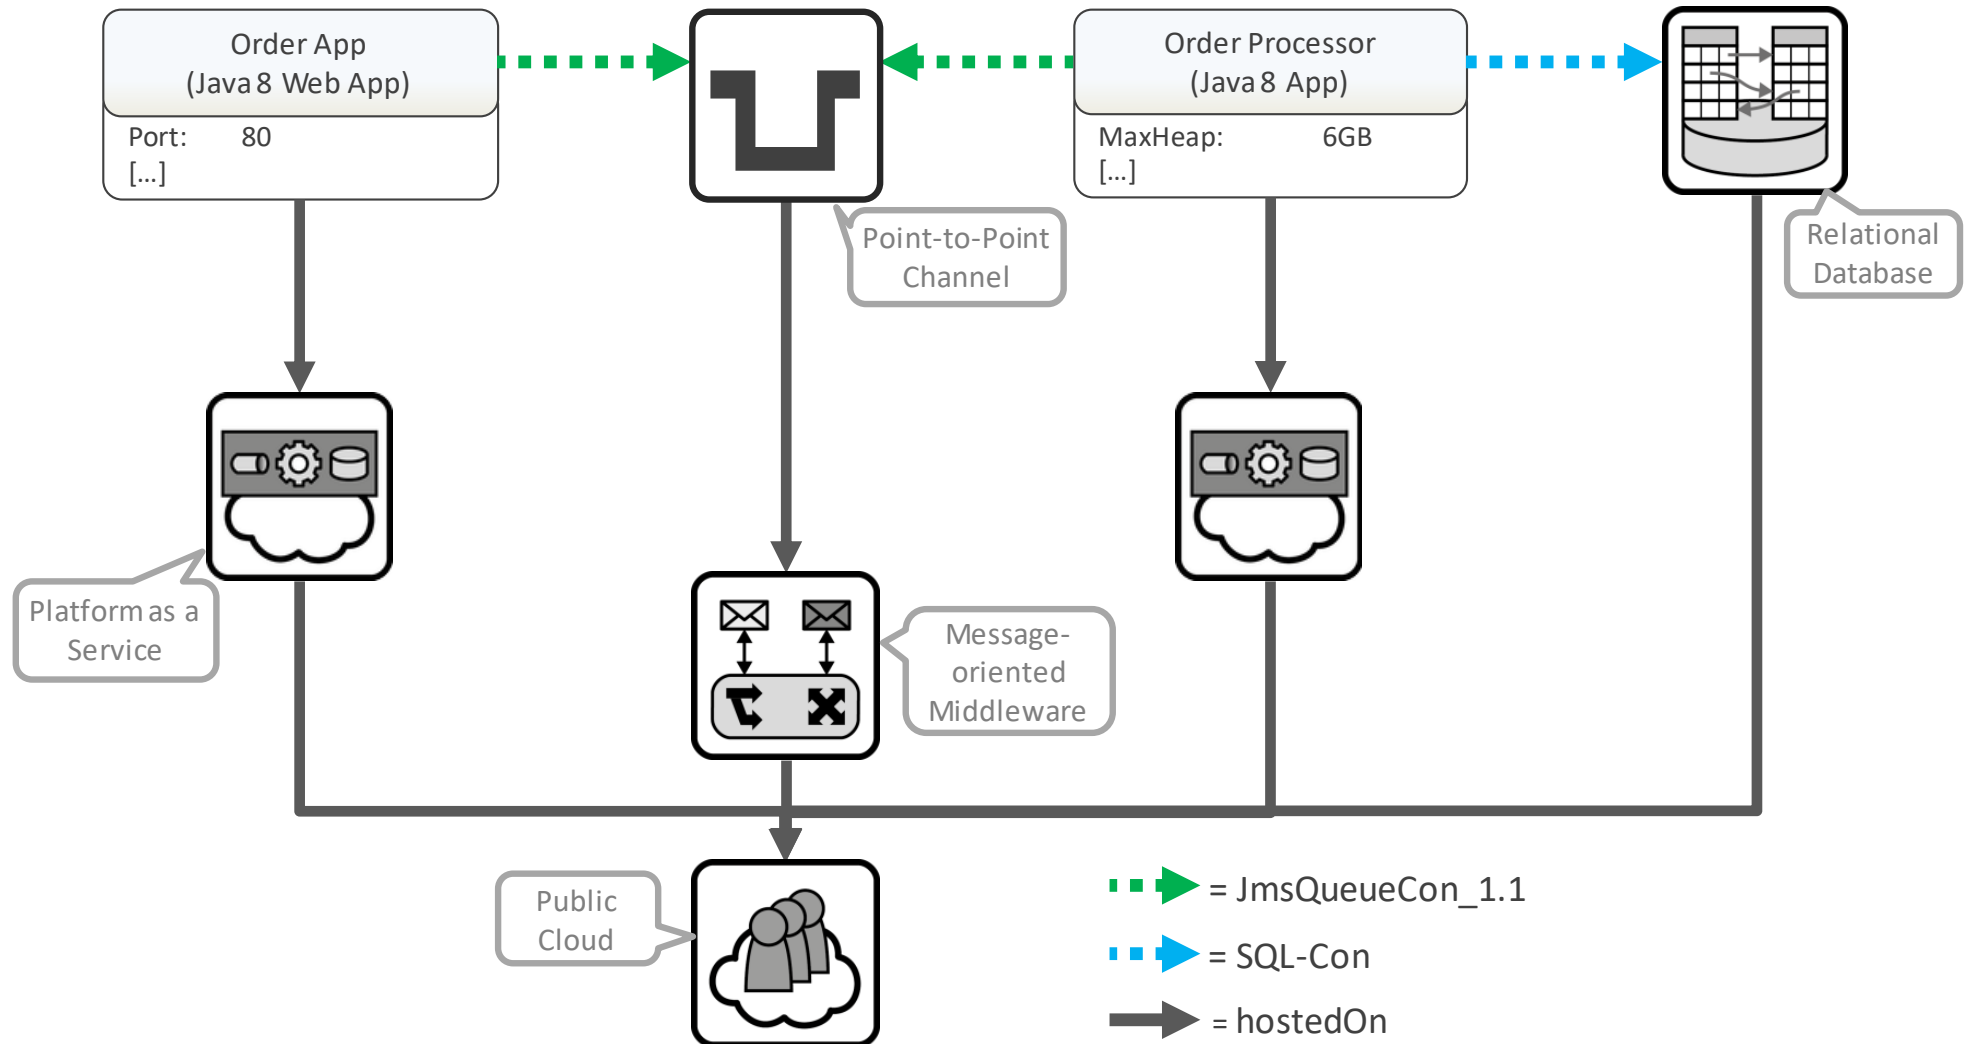 Order App
(Java 8 Web App)
Port: 80
[...]
Order Processor
(Java 8 App)
MaxHeap: 6GB
[...]
Point-to-Point
Channel
Relational
Database
Platform as a
Service
Message-
oriented
Middleware
Public
Cloud
= JmsQueueCon_1.1
= SQL-Con
= hostedOn